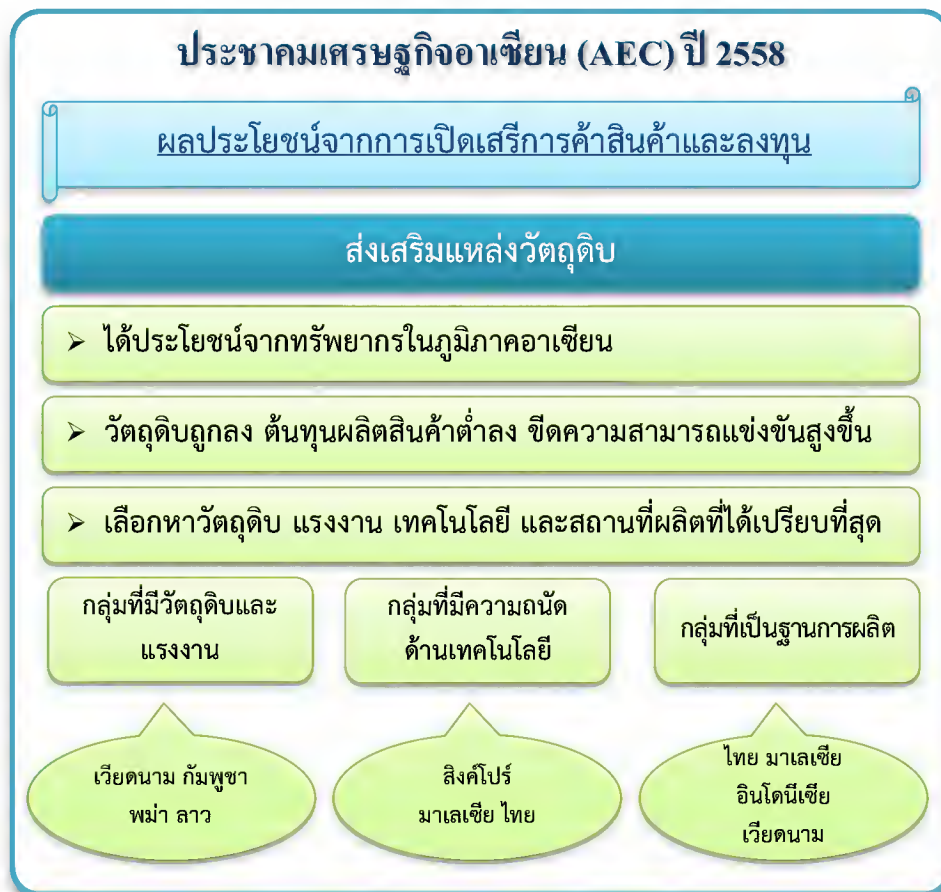 ประชาคมเศรษฐกิจอาเซียน (AEC) ปี 2558
ผลประโยชน์จากการเปิดเสรีการค้าสินค้าและลงทุน
ส่งเสริมแหล่งวัตถุดิบ
➢ ได้ประโยชน์จากทรัพยากรในภูมิภาคอาเซียน
➢ วัตถุดิบถูกลง ต้นทุนผลิตสินค้าต่ำลง ขีดความสามารถแข่งขันสูงขึ้น
➢ เลือกหาวัตถุดิบ แรงงาน เทคโนโลยี และสถานที่ผลิตที่ได้เปรียบที่สุด
กลุ่มที่มีวัตถุดิบและ
แรงงาน
กลุ่มที่มีความถนัด
ด้านเทคโนโลยี
กลุ่มที่เป็นฐานการผลิต
เวียดนาม กัมพูชา
พม่า ลาว
สิงค์โปร์
มาเลเซีย ไทย
ไทย มาเลเซีย
อินโดนีเซีย
เวียดนาม